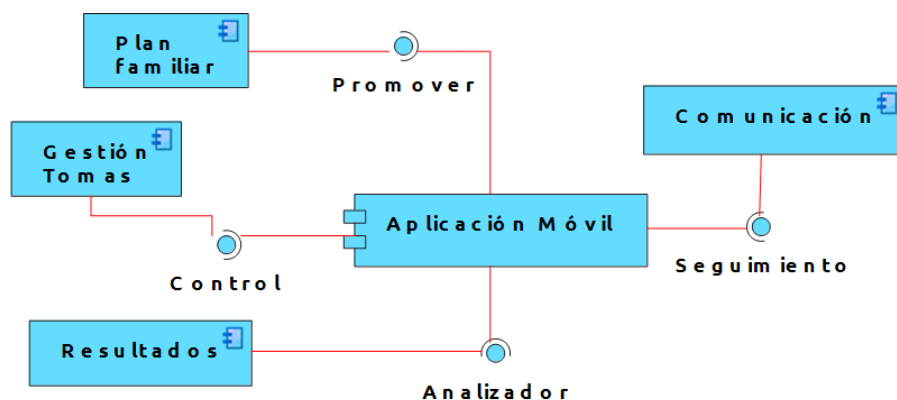 Plan
familiar
Promover
Comunicación
Gestión
Tomas
Aplicación Móvil
Seguimiento
Control
Resultados
Analizador